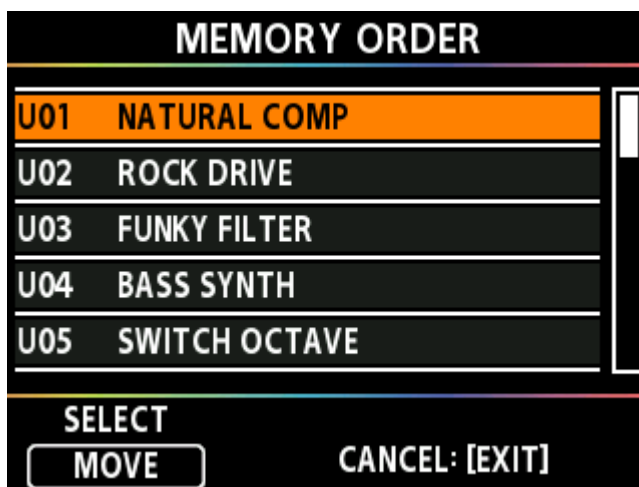 MEMORY ORDER
U01 NATURAL COMP
U02 ROCK DRIVE
U03 FUNKY FILTER
U04 BASS SYNTH
U05 SWITCH OCTAVE
SELECT
MOVE CANCEL: [EXIT]